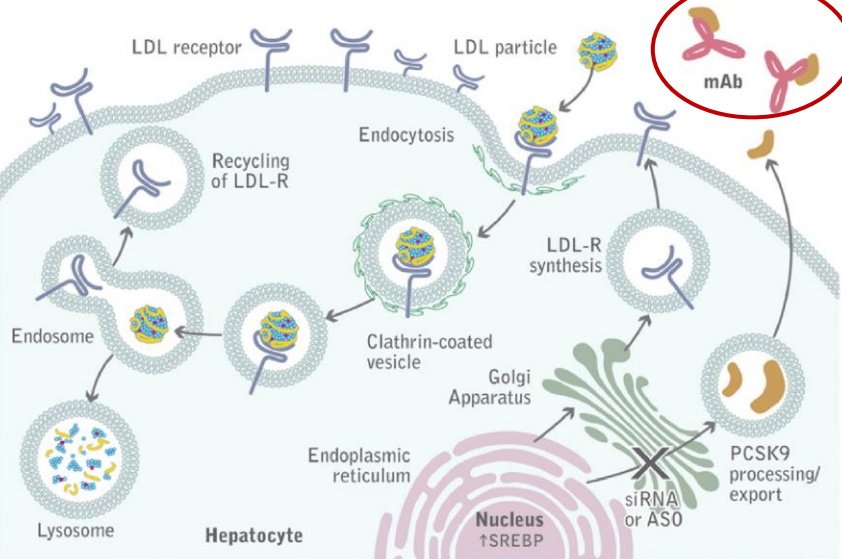 LDL receptor
LDL particle
mAb
Endocytosis
Recycling
of LDL-R
LDL-R
synthesis
Endosome
Clathrin-coated
vesicle
Golgi
Apparatus
Endoplasmic
reticulum
PCSK9
processing/
export
siRNA
or ASO
Lysosome
Hepatocyte
Nucleus
↑SREBP